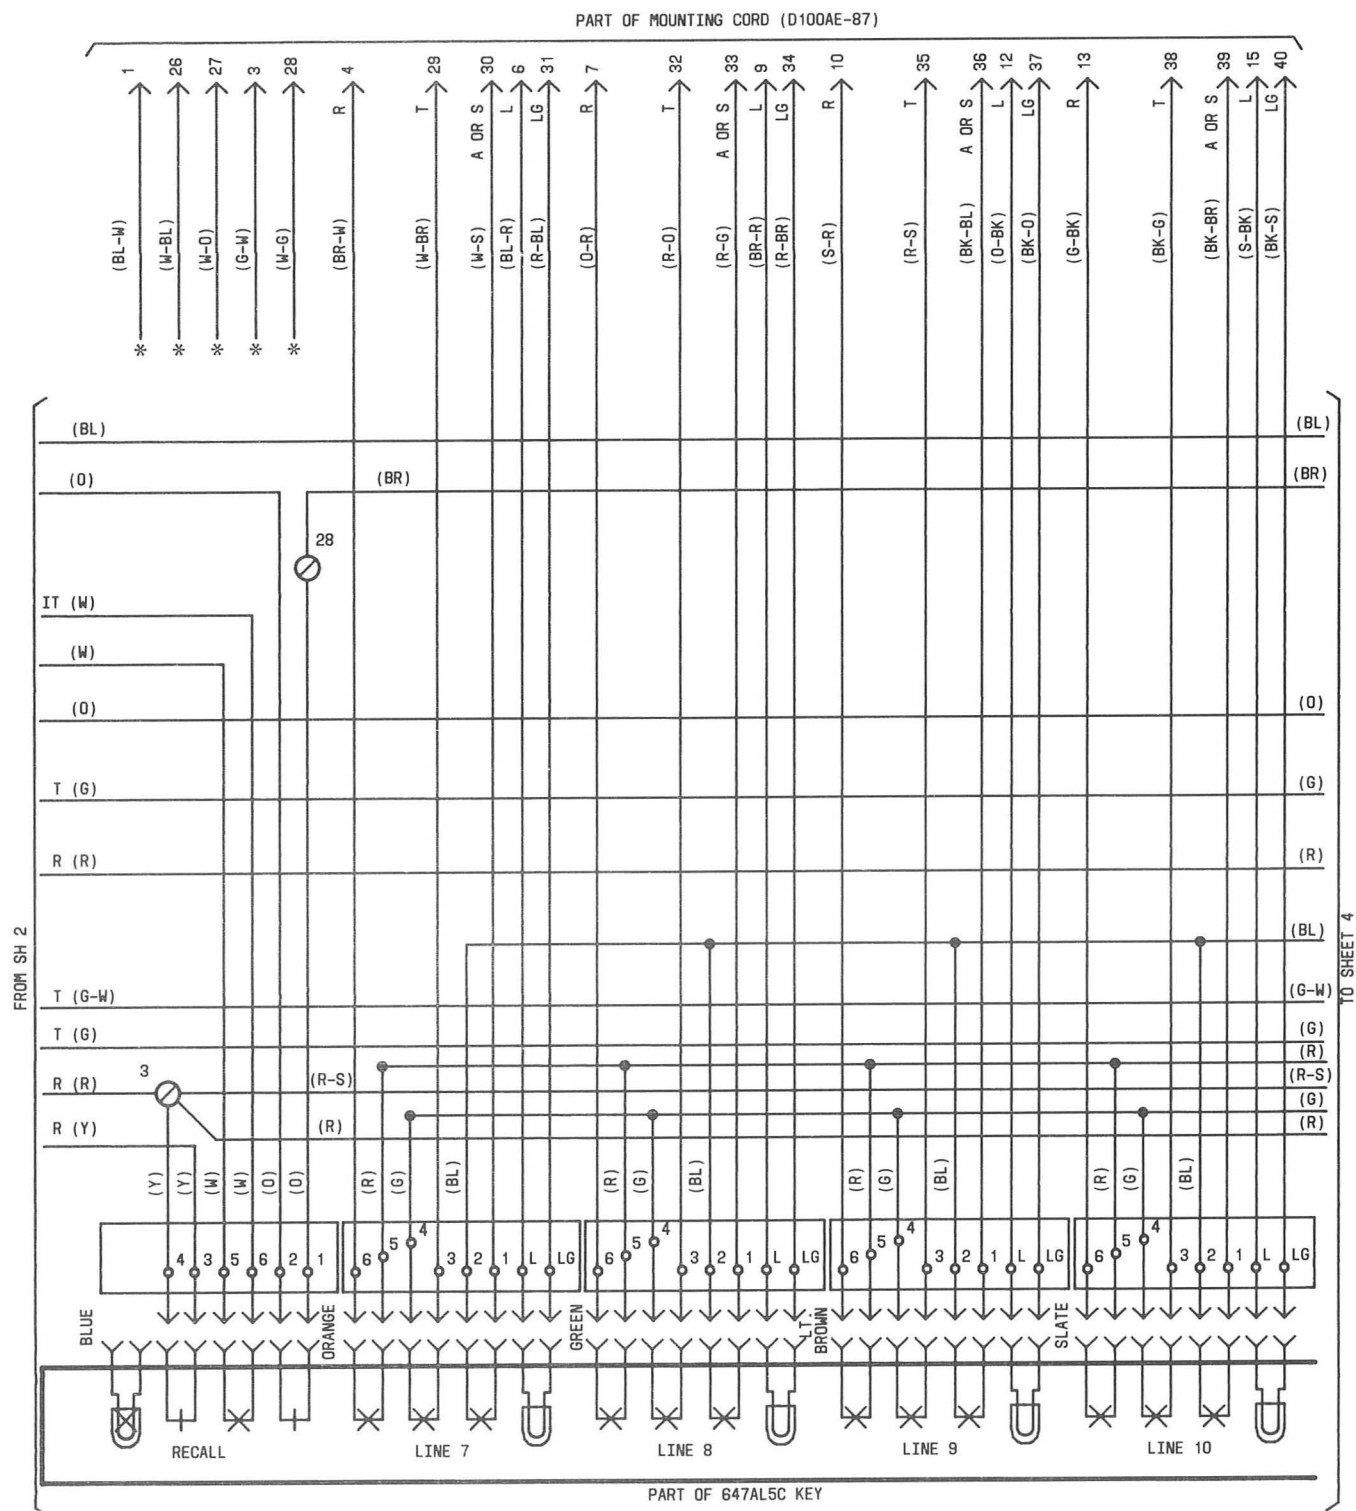 PART OF MOUNTING CORD (D100AE-87)
1 26 27 3 28 4 29 30 6 31 7 32 33 9 34 10 35 36 12 37 13 38 39 15 40
R T A OR S L LG R T A OR S L LG R T A OR S L LG R T A OR S L LG
(BL-W) (W-BL) (W-O) (G-W) (W-G) (BR-W) (W-BR) (W-S) (BL-R) (R-BL) (O-R) (R-O) (R-G) (BR-R) (R-BR) (S-R) (R-S) (BK-BL) (O-BK) (BK-O) (G-BK) (BK-G) (BK-BR) (S-BK) (BK-S)
* * * * *
(BL) (BL)
(O) (BR) (BR)
28
IT (W)
(W)
(O) (O)
T (G) (G)
R (R) (R)
FROM SH 2
TO SHEET 4
(BL)
T (G-W) (G-W)
T (G) (G)
(R)
3
R (R) (R-S) (R-S)
(G)
R (Y) (R) (R)
(Y) (Y) (W) (W) (O) (O) (R) (G) (BL) (R) (G) (BL) (R) (G) (BL) (R) (G) (BL)
4 3 5 6 2 1 6 5 4 3 2 1 L LG 6 5 4 3 2 1 L LG 6 5 4 3 2 1 L LG 6 5 4 3 2 1 L LG
BLUE ORANGE GREEN LT. BROWN SLATE
RECALL LINE 7 LINE 8 LINE 9 LINE 10
PART OF 647AL5C KEY